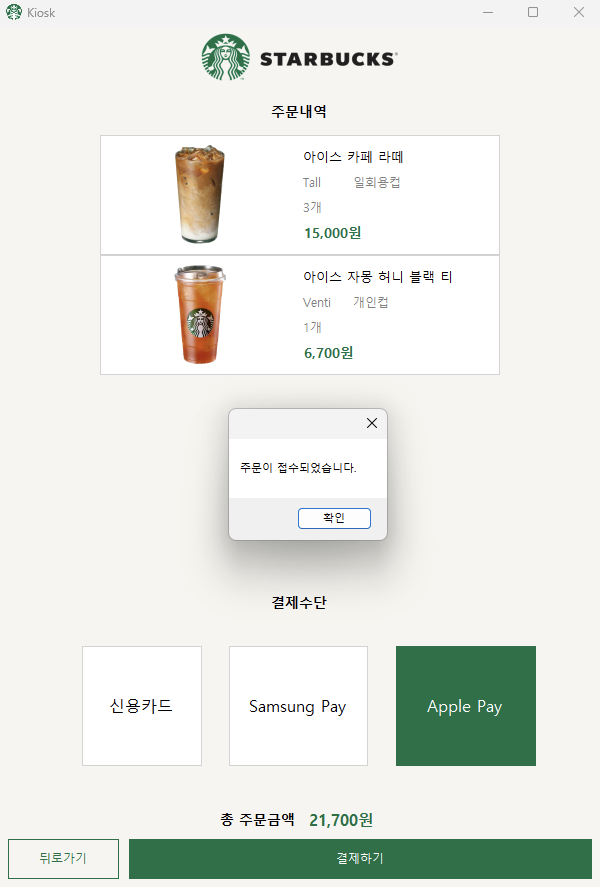 Kiosk
STARBUCKS
주문내역
아이스 카페 라떼
Tall 일회용컵
3개
15,000원
아이스 자몽 허니 블랙 티
Venti 개인컵
1개
6,700원
주문이 접수되었습니다.
확인
결제수단
신용카드 Samsung Pay Apple Pay
총 주문금액 21,700원
뒤로가기 결제하기